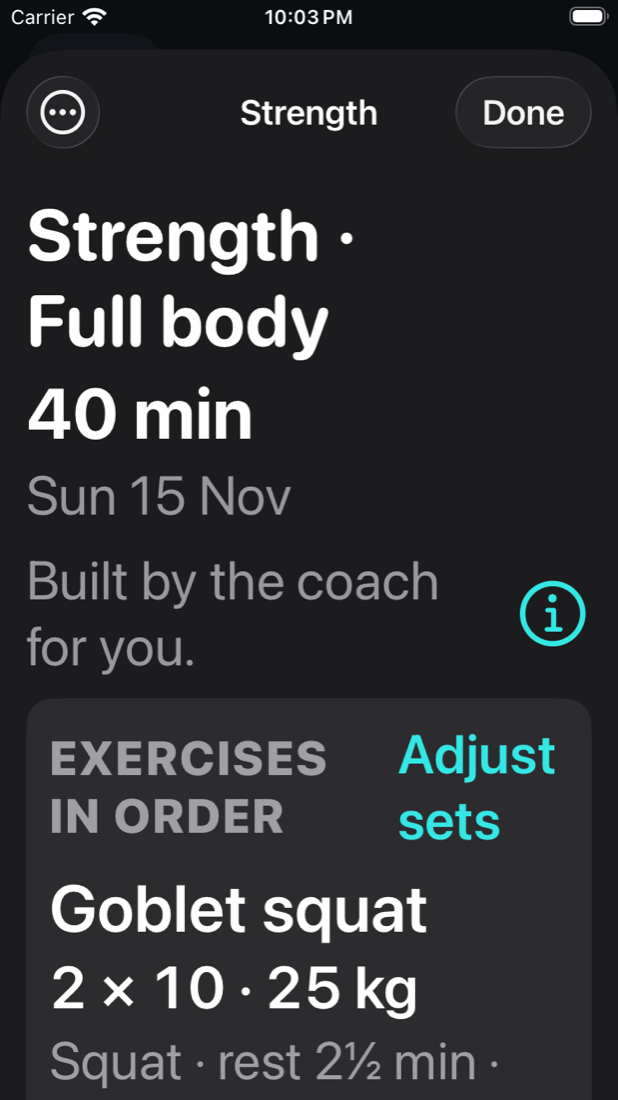 Carrier 10:03 PM
Strength Done
Strength ·
Full body
40 min
Sun 15 Nov
Built by the coach
for you.
EXERCISES
IN ORDER
Adjust
sets
Goblet squat
2 × 10 · 25 kg
Squat · rest 2½ min ·